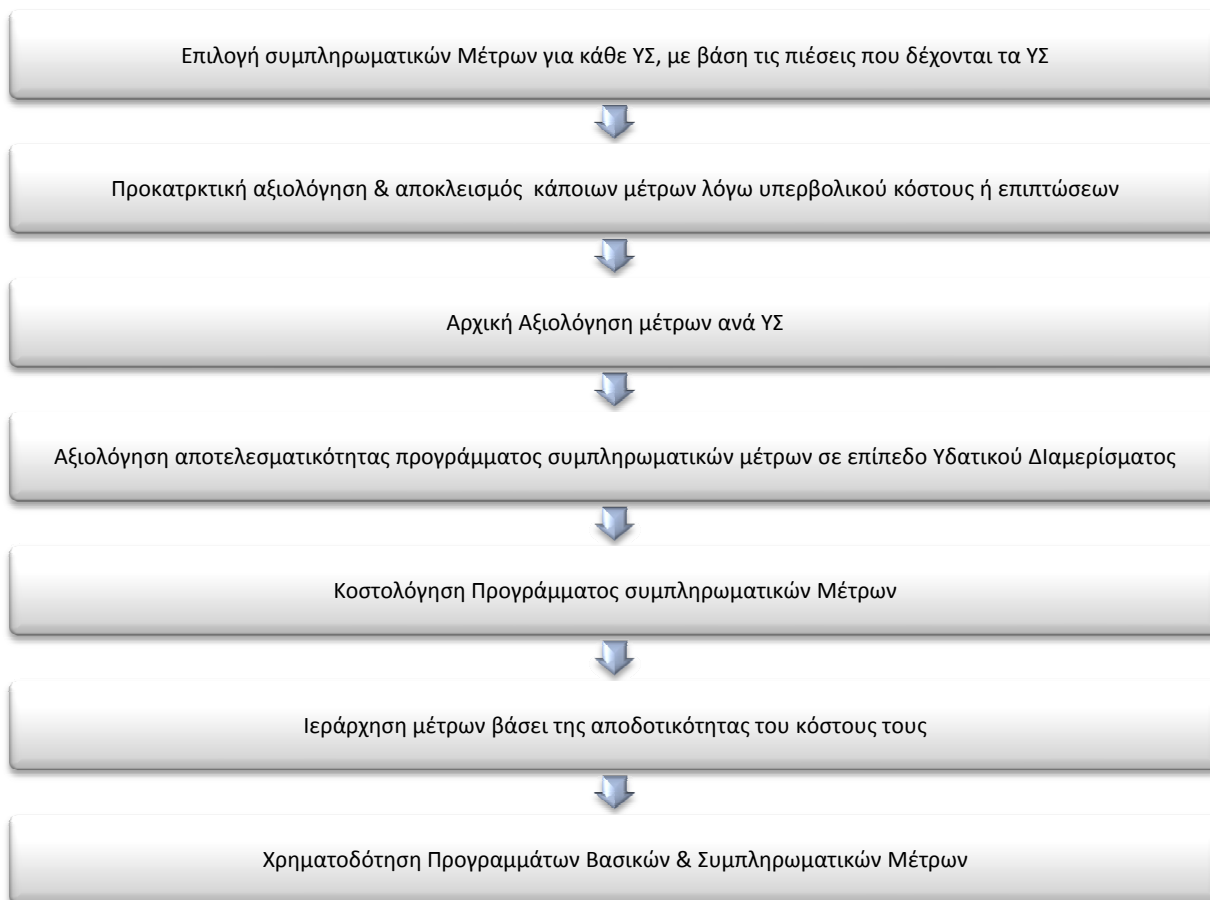 Επιλογή συμπληρωματικών Μέτρων για κάθε ΥΣ, με βάση τις πιέσεις που δέχονται τα ΥΣ
Προκατρκτική αξιολόγηση & αποκλεισμός κάποιων μέτρων λόγω υπερβολικού κόστους ή επιπτώσεων
Αρχική Αξιολόγηση μέτρων ανά ΥΣ
Αξιολόγηση αποτελεσματικότητας προγράμματος συμπληρωματικών μέτρων σε επίπεδο Υδατικού ΔΙαμερίσματος
Κοστολόγηση Προγράμματος συμπληρωματικών Μέτρων
Ιεράρχηση μέτρων βάσει της αποδοτικότητας του κόστους τους
Χρηματοδότηση Προγραμμάτων Βασικών & Συμπληρωματικών Μέτρων